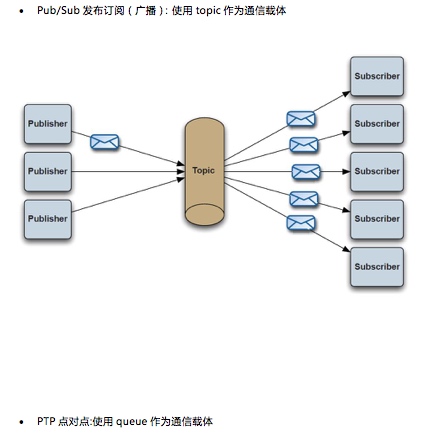 • Pub/Sub 发布订阅（广播）: 使用 topic 作为通信载体
Subscriber
Publisher
Subscriber
Publisher
Topic
Subscriber
Publisher
Subscriber
Subscriber
• PTP 点对点:使用 queue 作为通信载体